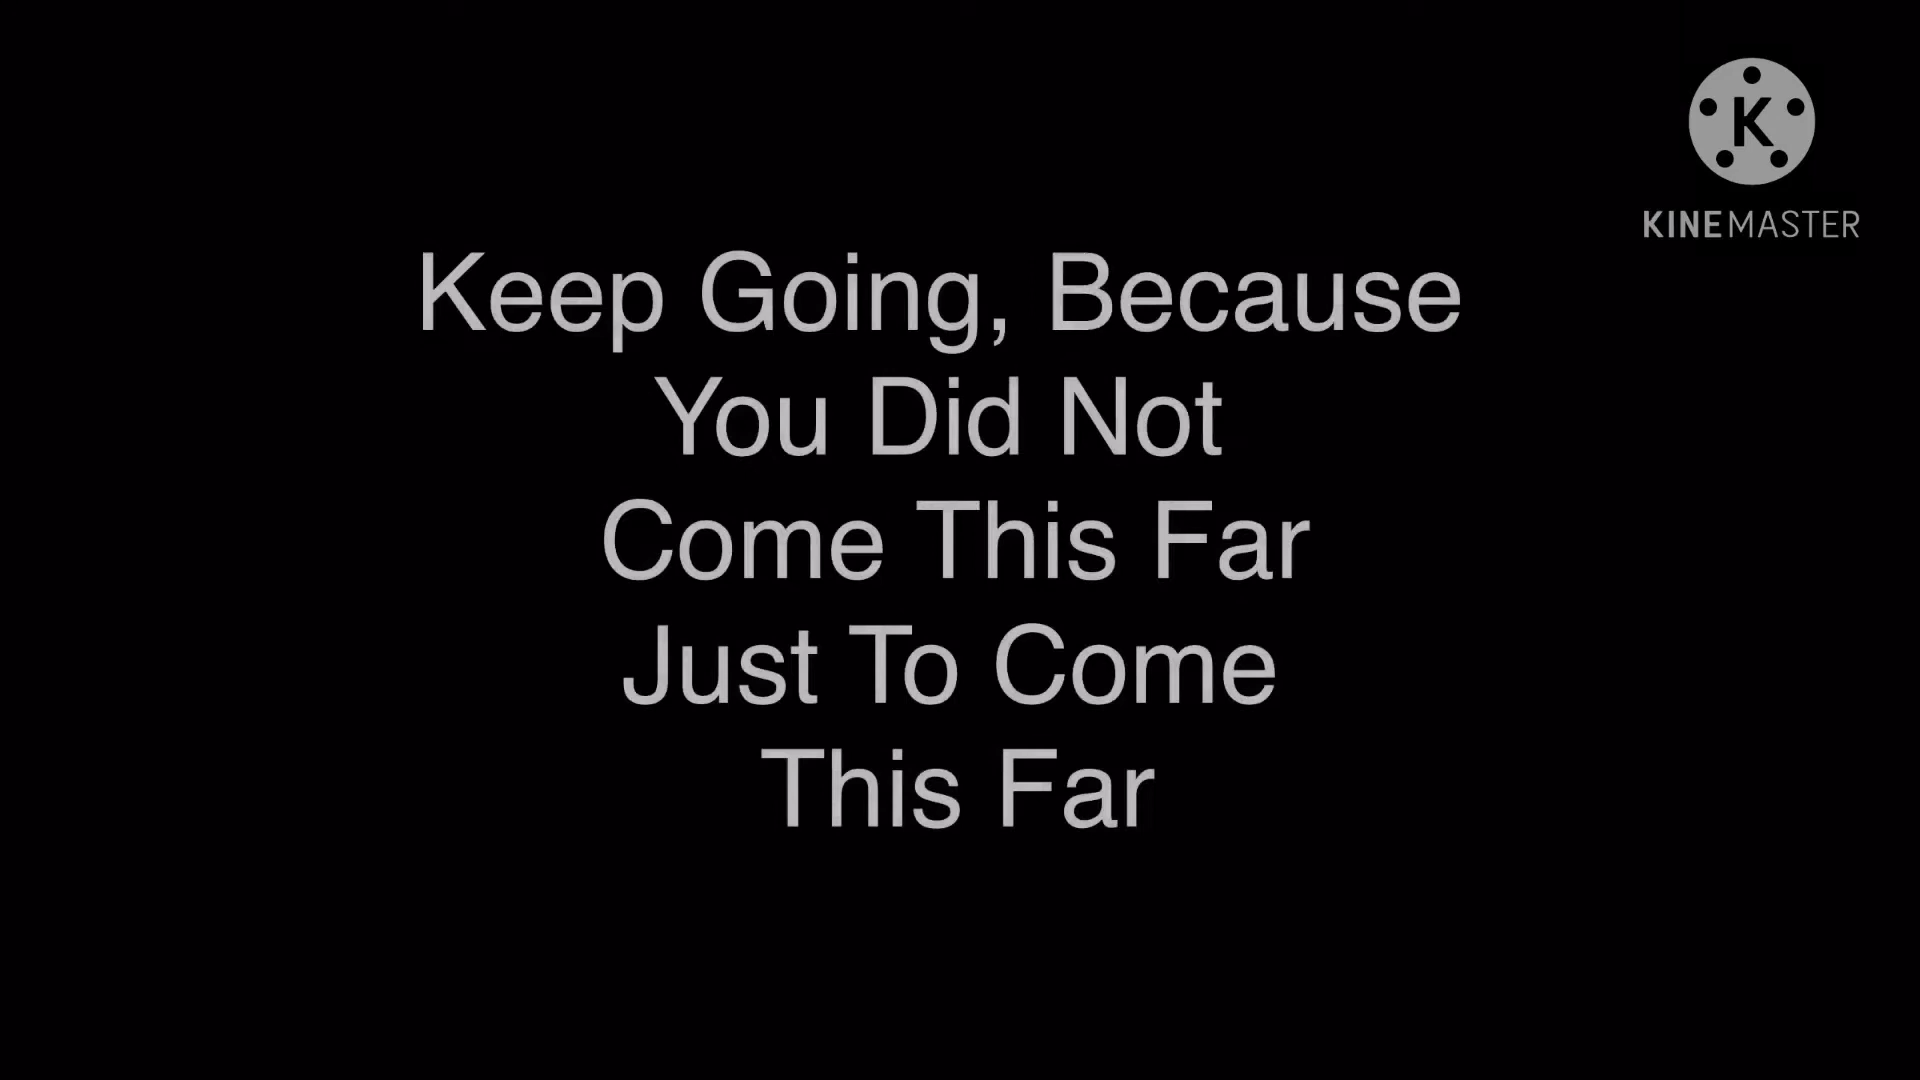 K
KINEMASTER
Keep Going, Because
You Did Not
Come This Far
Just To Come
This Far